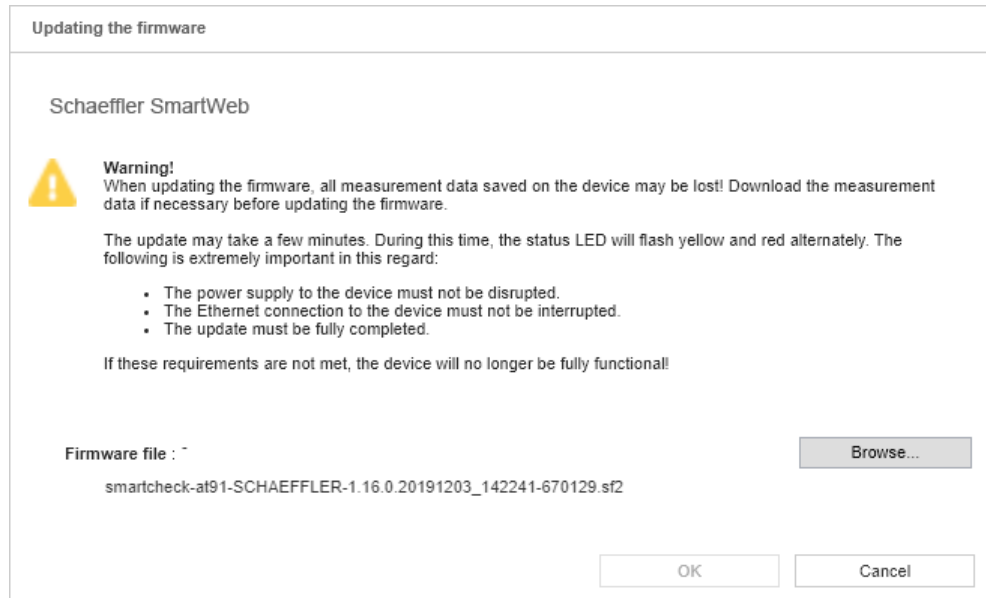 Updating the firmware
Schaeffler SmartWeb
Warning!
When updating the firmware, all measurement data saved on the device may be lost! Download the measurement
data if necessary before updating the firmware.
The update may take a few minutes. During this time, the status LED will flash yellow and red alternately. The
following is extremely important in this regard:
• The power supply to the device must not be disrupted.
• The Ethernet connection to the device must not be interrupted.
• The update must be fully completed.
If these requirements are not met, the device will no longer be fully functional!
Firmware file : - Browse...
smartcheck-at91-SCHAEFFLER-1.16.0.20191203_142241-670129.sf2
OK Cancel